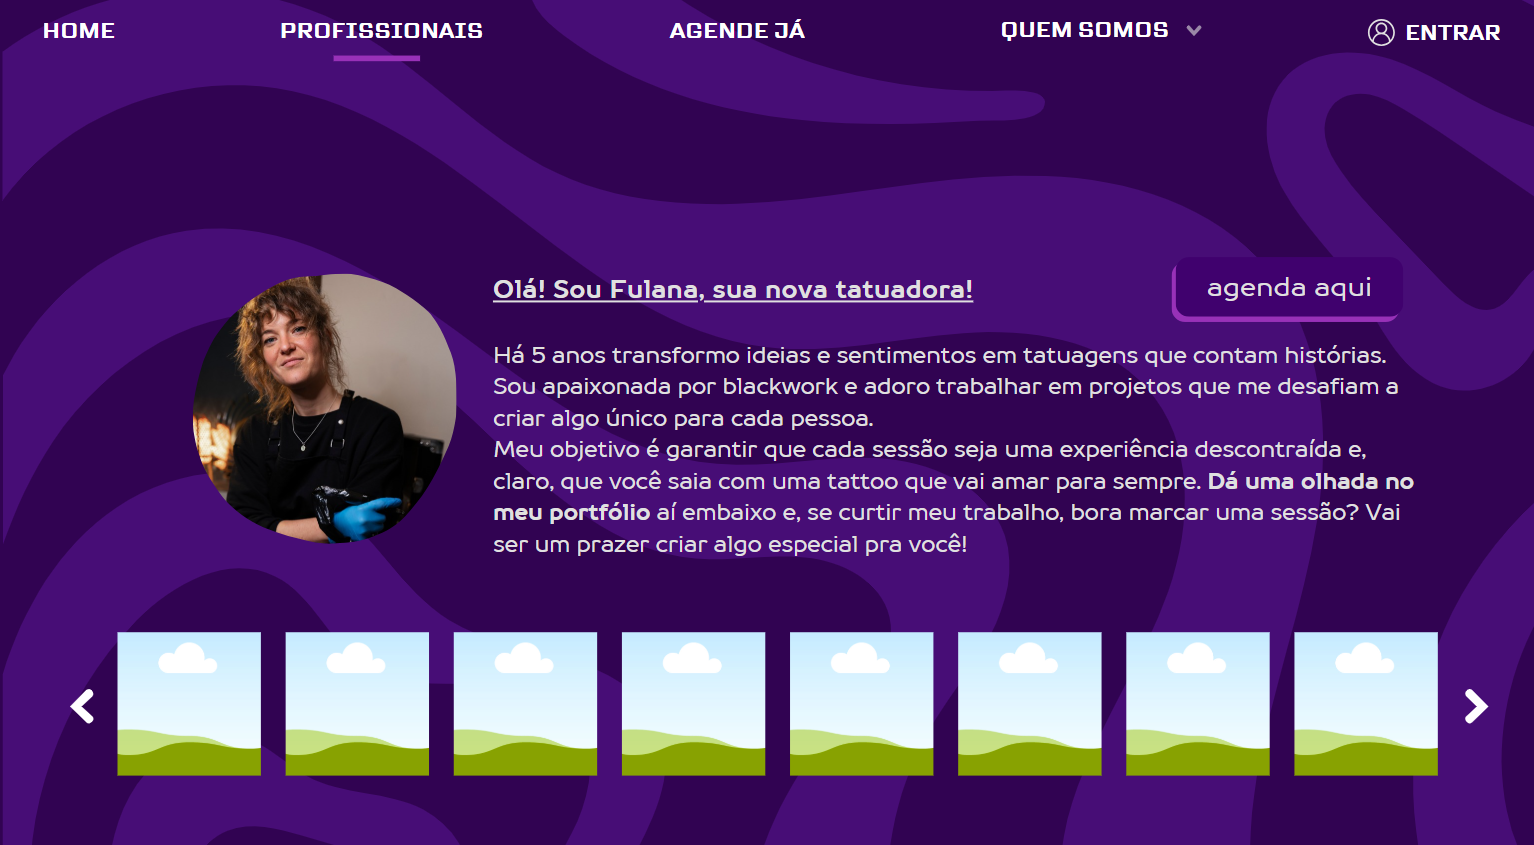 HOME PROFISSIONAIS AGENDE JÁ QUEM SOMOS ENTRAR
Olá! Sou Fulana, sua nova tatuadora!
agenda aqui
Há 5 anos transformo ideias e sentimentos em tatuagens que contam histórias.
Sou apaixonada por blackwork e adoro trabalhar em projetos que me desafiam a
criar algo único para cada pessoa.
Meu objetivo é garantir que cada sessão seja uma experiência descontraída e,
claro, que você saia com uma tattoo que vai amar para sempre. Dá uma olhada no
meu portfólio aí embaixo e, se curtir meu trabalho, bora marcar uma sessão? Vai
ser um prazer criar algo especial pra você!